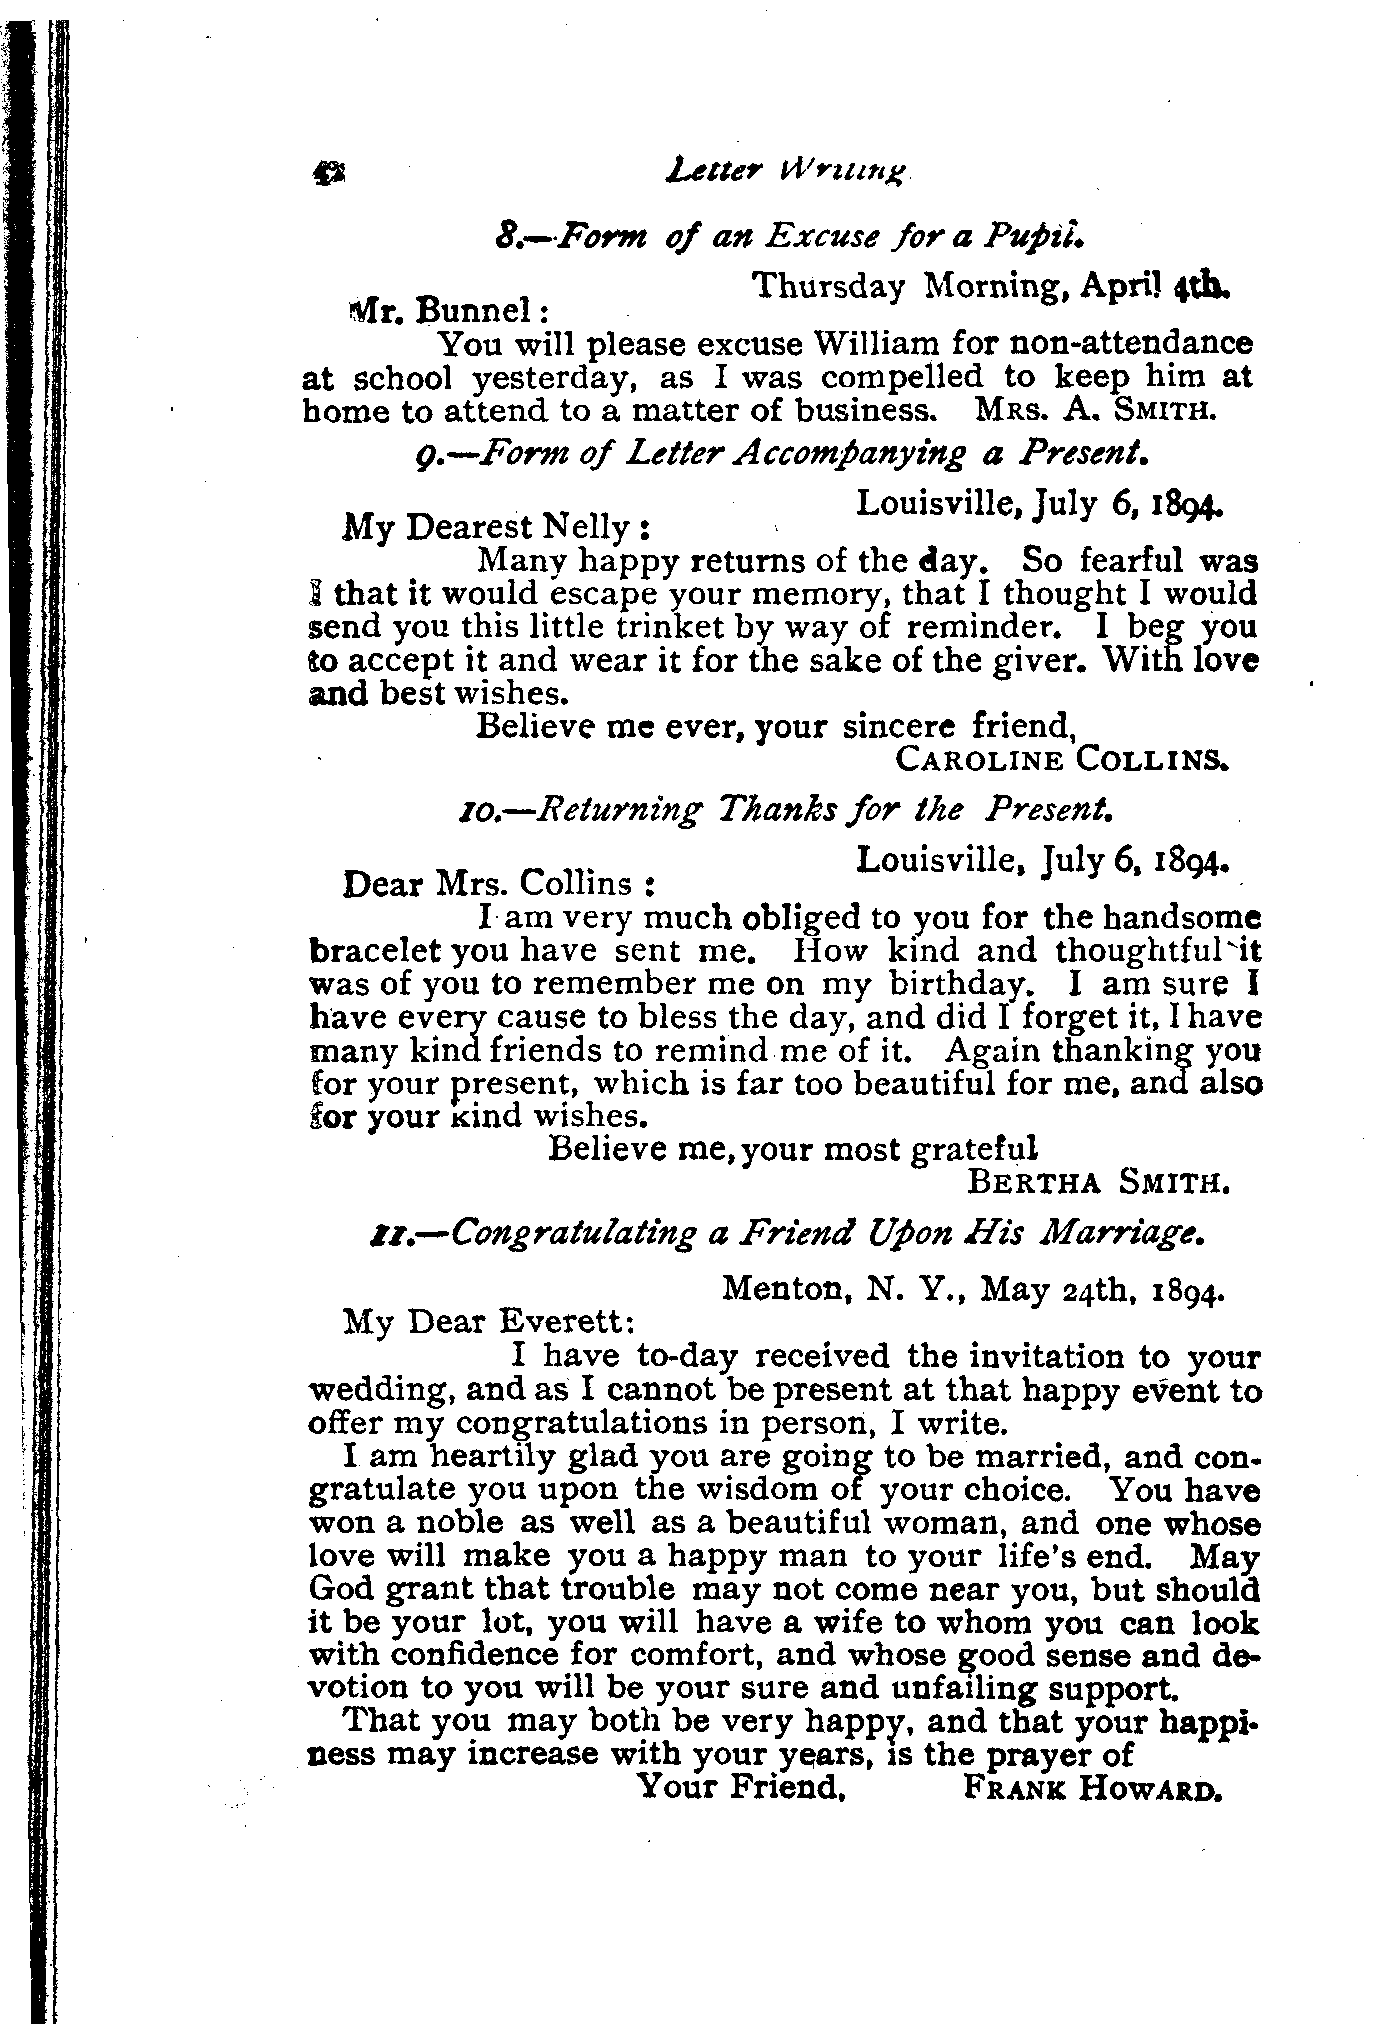 42 Letter Writing
8.—Form of an Excuse for a Pupil.
Thursday Morning, April 4th.
Mr. Bunnel:
You will please excuse William for non-attendance
at school yesterday, as I was compelled to keep him at
home to attend to a matter of business. MRS. A. SMITH.
9.—Form of Letter Accompanying a Present.
Louisville, July 6, 1894.
My Dearest Nelly:
Many happy returns of the day. So fearful was
I that it would escape your memory, that I thought I would
send you this little trinket by way of reminder. I beg you
to accept it and wear it for the sake of the giver. With love
and best wishes.
Believe me ever, your sincere friend,
CAROLINE COLLINS.
10.—Returning Thanks for the Present.
Louisville, July 6, 1894.
Dear Mrs. Collins:
I am very much obliged to you for the handsome
bracelet you have sent me. How kind and thoughtful it
was of you to remember me on my birthday. I am sure I
have every cause to bless the day, and did I forget it, I have
many kind friends to remind me of it. Again thanking you
for your present, which is far too beautiful for me, and also
for your kind wishes.
Believe me, your most grateful
BERTHA SMITH.
11.—Congratulating a Friend Upon His Marriage.
Menton, N. Y., May 24th, 1894.
My Dear Everett:
I have to-day received the invitation to your
wedding, and as I cannot be present at that happy event to
offer my congratulations in person, I write.
I am heartily glad you are going to be married, and con-
gratulate you upon the wisdom of your choice. You have
won a noble as well as a beautiful woman, and one whose
love will make you a happy man to your life's end. May
God grant that trouble may not come near you, but should
it be your lot, you will have a wife to whom you can look
with confidence for comfort, and whose good sense and de-
votion to you will be your sure and unfailing support.
That you may both be very happy, and that your happi-
ness may increase with your years, is the prayer of
Your Friend, FRANK HOWARD.